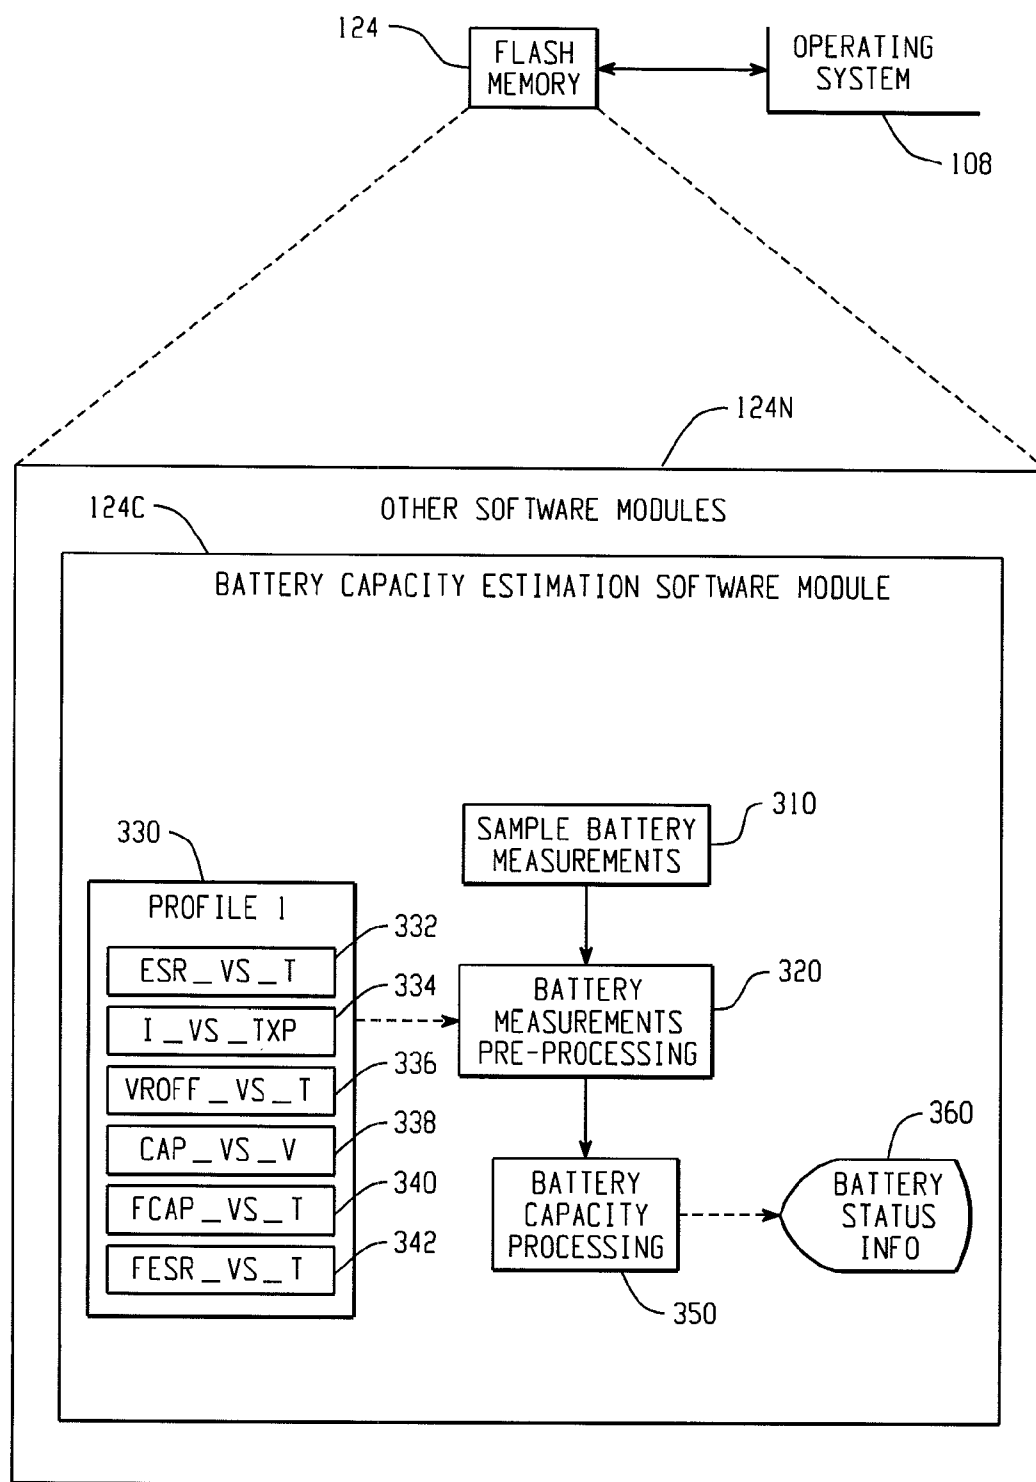 124
FLASH
MEMORY
OPERATING
SYSTEM
108
124N
124C
OTHER SOFTWARE MODULES
BATTERY CAPACITY ESTIMATION SOFTWARE MODULE
310
SAMPLE BATTERY
MEASUREMENTS
330
PROFILE 1
332
ESR_VS_T
334
I_VS_TXP
336
VROFF_VS_T
338
CAP_VS_V
340
FCAP_VS_T
342
FESR_VS_T
320
BATTERY
MEASUREMENTS
PRE-PROCESSING
BATTERY
CAPACITY
PROCESSING
350
360
BATTERY
STATUS
INFO